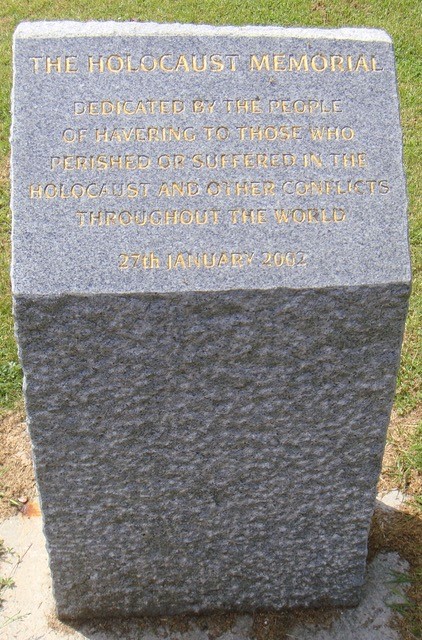 THE HOLOCAUST MEMORIAL
DEDICATED BY THE PEOPLE
OF HAVERING TO THOSE WHO
PERISHED OR SUFFERED IN THE
HOLOCAUST AND OTHER CONFLICTS
THROUGHOUT THE WORLD
27th JANUARY 2002